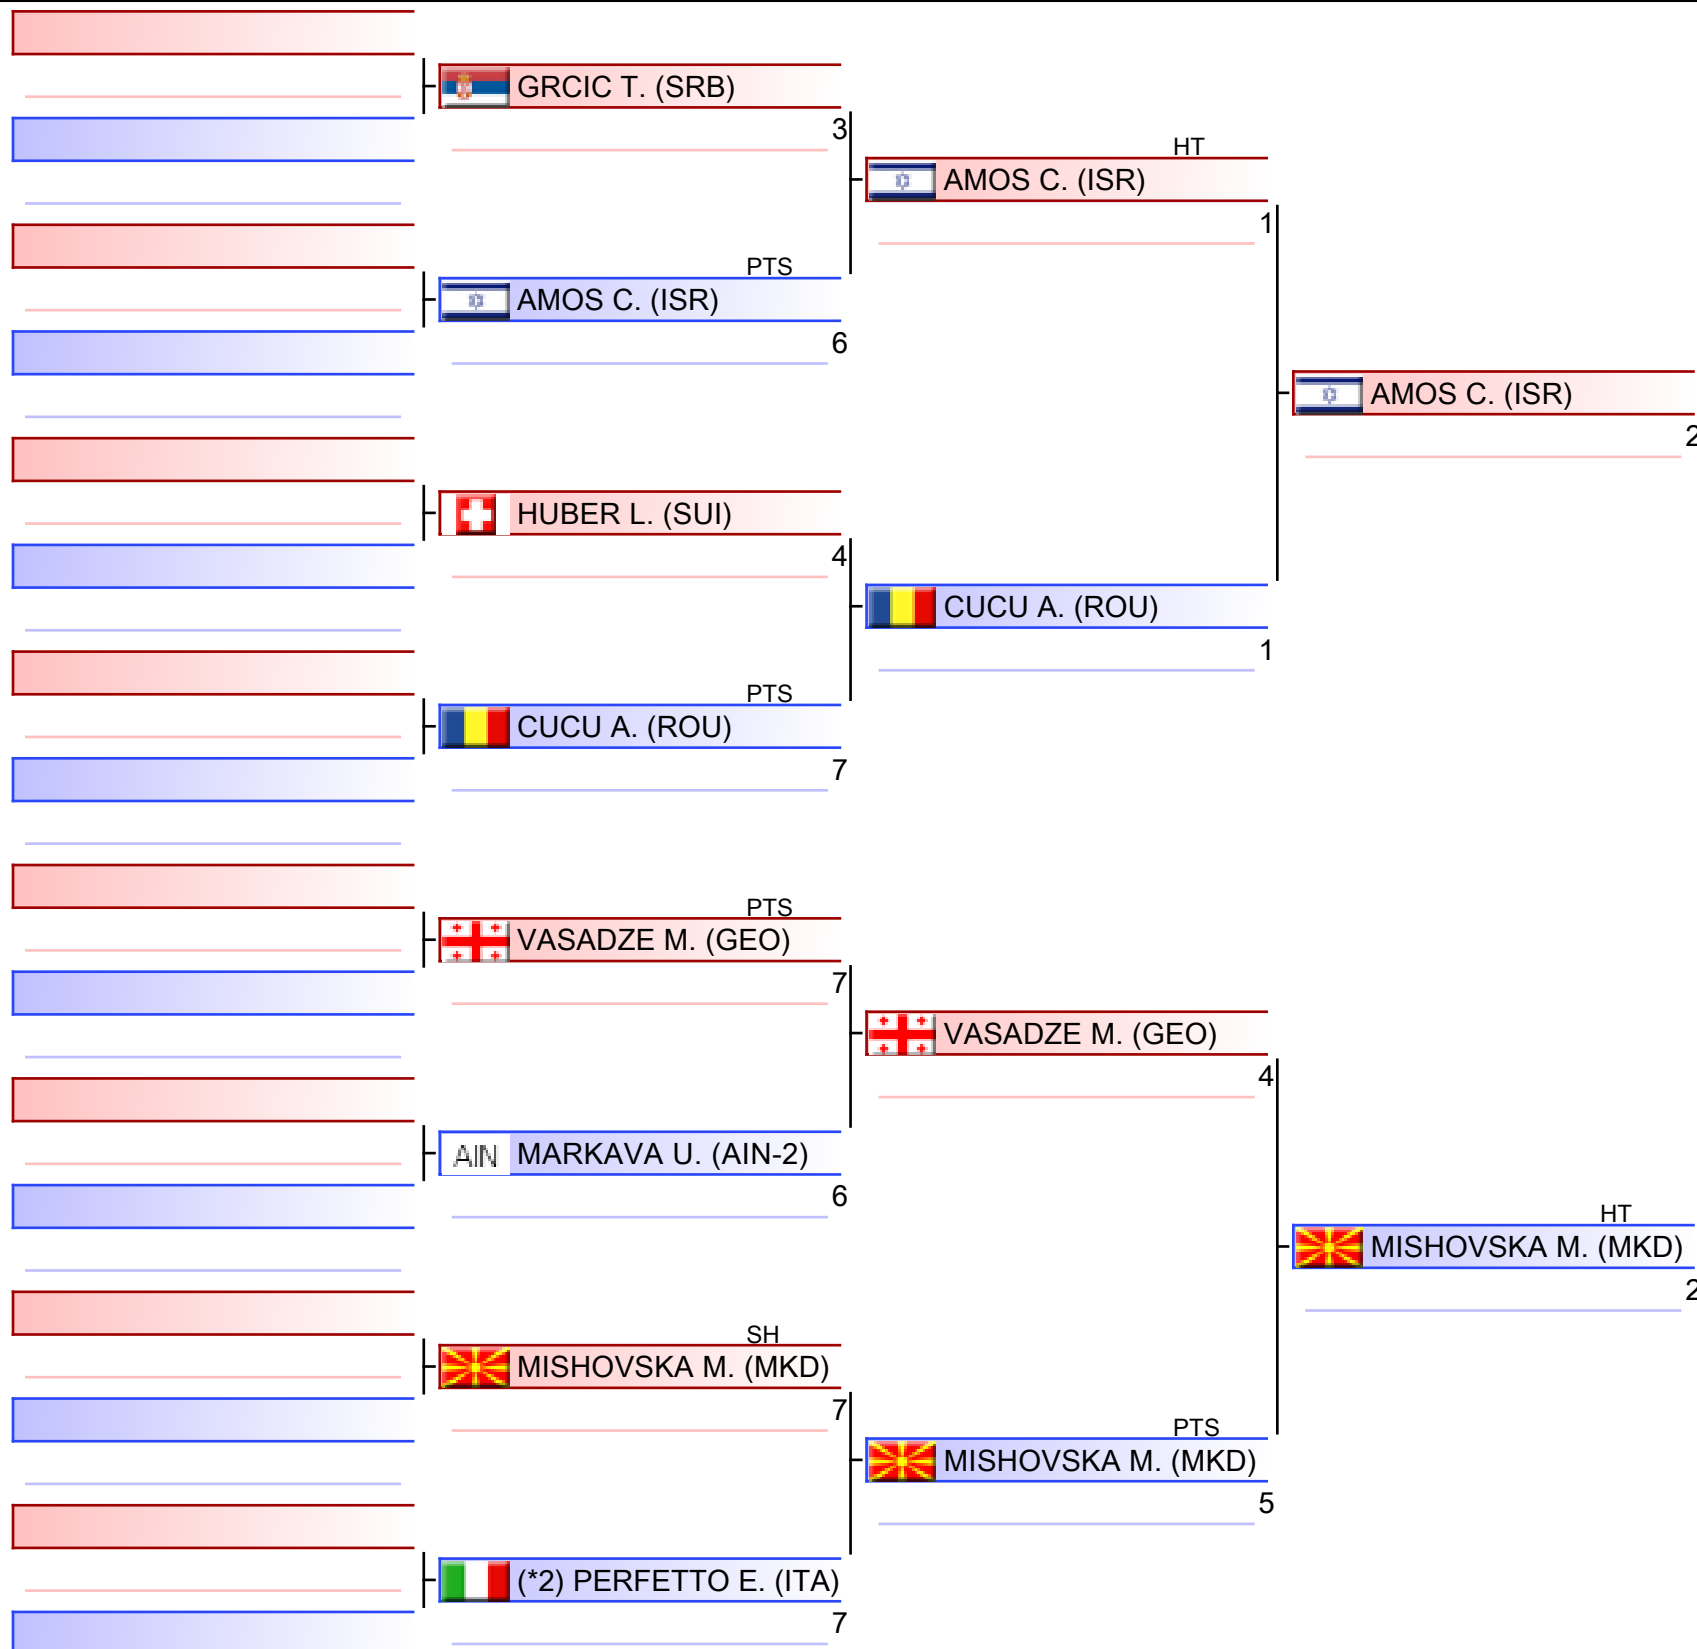 GRCIC T. (SRB)
3
PTS
AMOS C. (ISR)
6
HUBER L. (SUI)
4
PTS
CUCU A. (ROU)
7
PTS
VASADZE M. (GEO)
7
AIN MARKAVA U. (AIN-2)
6
SH
MISHOVSKA M. (MKD)
7
(*2) PERFETTO E. (ITA)
7
HT
AMOS C. (ISR)
1
CUCU A. (ROU)
1
VASADZE M. (GEO)
4
PTS
MISHOVSKA M. (MKD)
5
AMOS C. (ISR)
2
HT
MISHOVSKA M. (MKD)
2